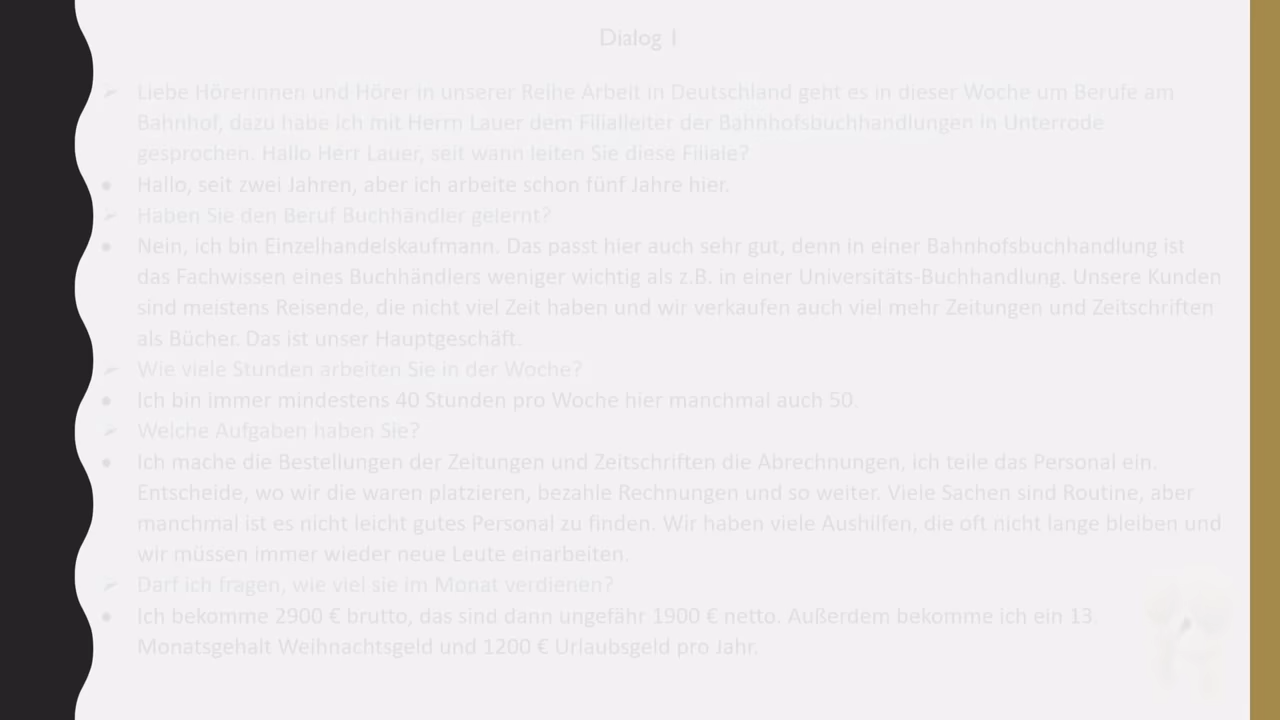 Dialog 1
➢ Liebe Hörerinnen und Hörer in unserer Reihe Arbeit in Deutschland geht es in dieser Woche um Berufe am
Bahnhof, dazu habe ich mit Herrn Lauer dem Filialleiter der Bahnhofsbuchhandlungen in Unterrode
gesprochen. Hallo Herr Lauer, seit wann leiten Sie diese Filiale?
• Hallo, seit zwei Jahren, aber ich arbeite schon fünf Jahre hier.
➢ Haben Sie den Beruf Buchhändler gelernt?
• Nein, ich bin Einzelhandelskaufmann. Das passt hier auch sehr gut, denn in einer Bahnhofsbuchhandlung ist
das Fachwissen eines Buchhändlers weniger wichtig als z.B. in einer Universitäts-Buchhandlung. Unsere Kunden
sind meistens Reisende, die nicht viel Zeit haben und wir verkaufen auch viel mehr Zeitungen und Zeitschriften
als Bücher. Das ist unser Hauptgeschäft.
➢ Wie viele Stunden arbeiten Sie in der Woche?
• Ich bin immer mindestens 40 Stunden pro Woche hier manchmal auch 50.
➢ Welche Aufgaben haben Sie?
• Ich mache die Bestellungen der Zeitungen und Zeitschriften die Abrechnungen, ich teile das Personal ein.
Entscheide, wo wir die waren platzieren, bezahle Rechnungen und so weiter. Viele Sachen sind Routine, aber
manchmal ist es nicht leicht gutes Personal zu finden. Wir haben viele Aushilfen, die oft nicht lange bleiben und
wir müssen immer wieder neue Leute einarbeiten.
➢ Darf ich fragen, wie viel sie im Monat verdienen?
• Ich bekomme 2900 € brutto, das sind dann ungefähr 1900 € netto. Außerdem bekomme ich ein 13.
Monatsgehalt Weihnachtsgeld und 1200 € Urlaubsgeld pro Jahr.